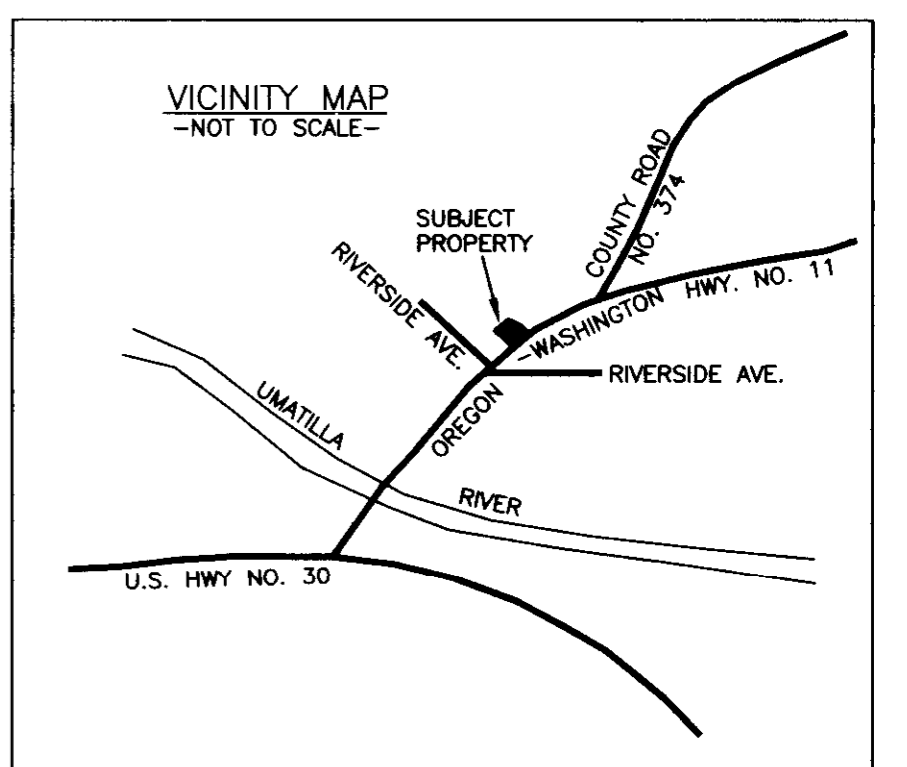 VICINITY MAP
-NOT TO SCALE-
COUNTY ROAD
NO. 374
SUBJECT
PROPERTY
RIVERSIDE AVE.
OREGON -WASHINGTON HWY. NO. 11
RIVERSIDE AVE.
UMATILLA RIVER
U.S. HWY NO. 30